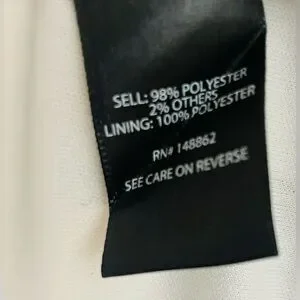 SELL: 98% POLYESTER
2% OTHERS
LINING: 100% POLYESTER
RN# 148862
SEE CARE ON REVERSE